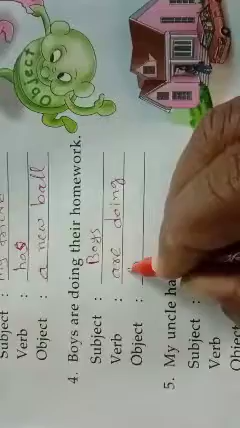 OBJECT
Subject :
Verb : has
Object : a new ball
4. Boys are doing their homework.
Subject : Boys
Verb : are doing
Object :
5. My uncle ha
Subject :
Verb
Object